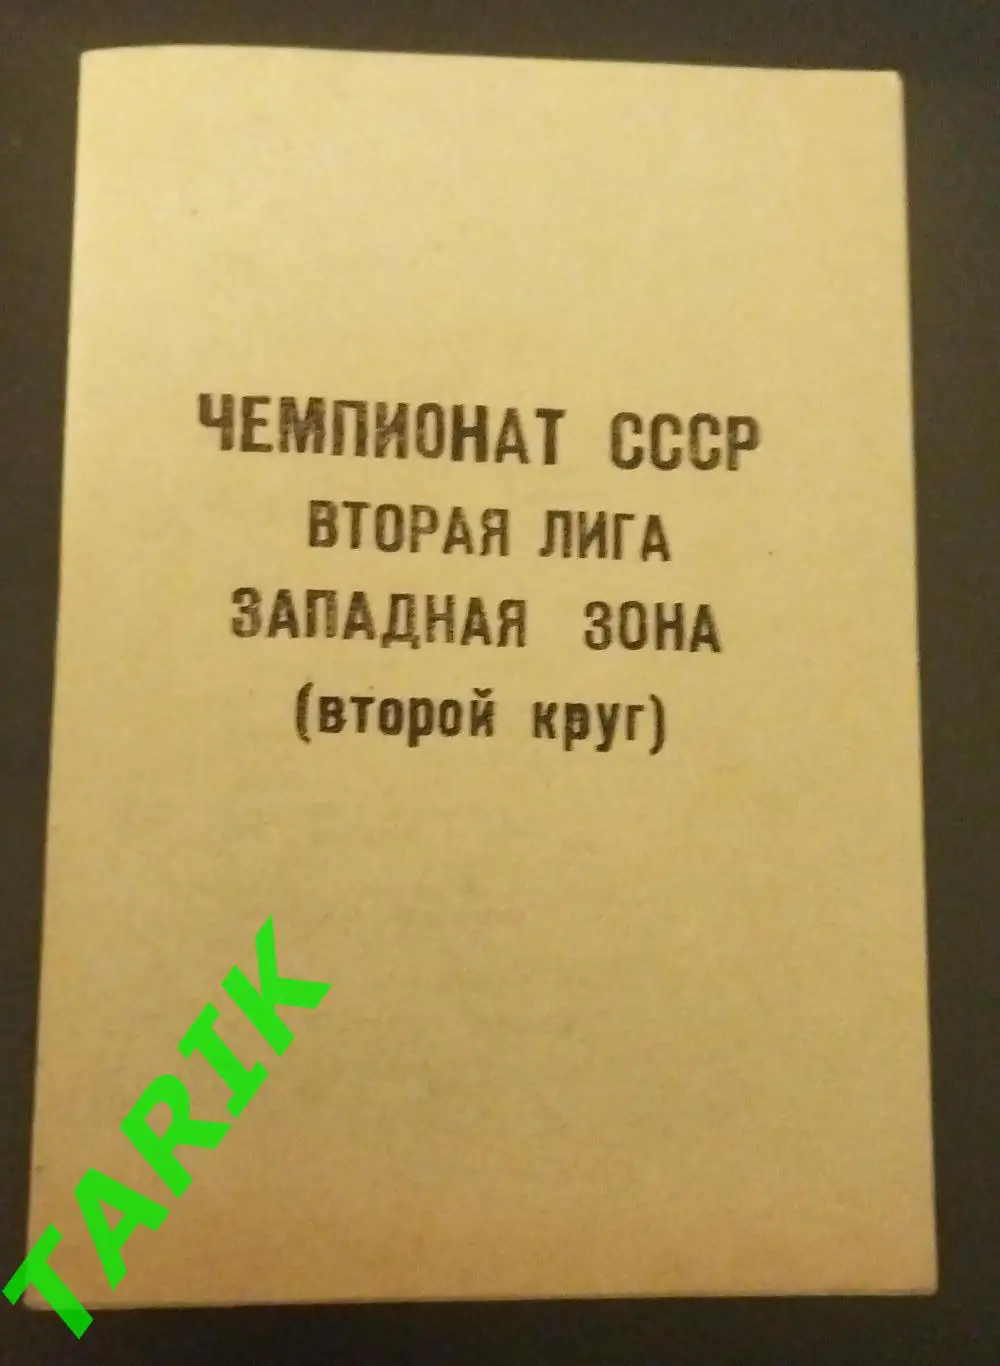 ЧЕМПИОНАТ СССР
ВТОРАЯ ЛИГА
ЗАПАДНАЯ ЗОНА
(второй круг)
TARIK